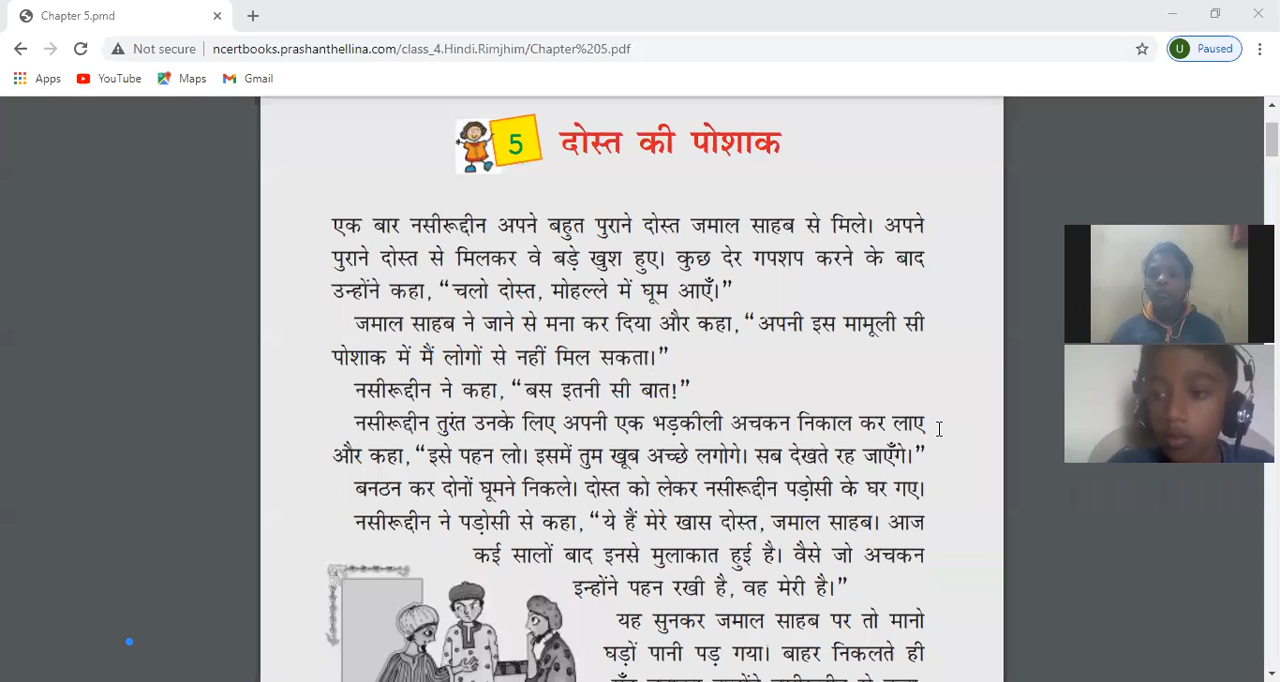 Chapter 5.pmd
Not secure ncertbooks.prashanthellina.com/class_4.Hindi.Rimjhim/Chapter%205.pdf
U Paused
Apps YouTube Maps Gmail
5 दोस्त की पोशाक
एक बार नसीरूद्दीन अपने बहुत पुराने दोस्त जमाल साहब से मिले। अपने
पुराने दोस्त से मिलकर वे बड़े खुश हुए। कुछ देर गपशप करने के बाद
उन्होंने कहा, “चलो दोस्त, मोहल्ले में घूम आएँ।”
जमाल साहब ने जाने से मना कर दिया और कहा, “अपनी इस मामूली सी
पोशाक में मैं लोगों से नहीं मिल सकता।”
नसीरूद्दीन ने कहा, “बस इतनी सी बात!”
नसीरूद्दीन तुरंत उनके लिए अपनी एक भड़कीली अचकन निकाल कर लाए
और कहा, “इसे पहन लो। इसमें तुम खूब अच्छे लगोगे। सब देखते रह जाएँगे।”
बनठन कर दोनों घूमने निकले। दोस्त को लेकर नसीरूद्दीन पड़ोसी के घर गए।
नसीरूद्दीन ने पड़ोसी से कहा, “ये हैं मेरे खास दोस्त, जमाल साहब। आज
कई सालों बाद इनसे मुलाकात हुई है। वैसे जो अचकन
इन्होंने पहन रखी है, वह मेरी है।”
यह सुनकर जमाल साहब पर तो मानो
घड़ों पानी पड़ गया। बाहर निकलते ही